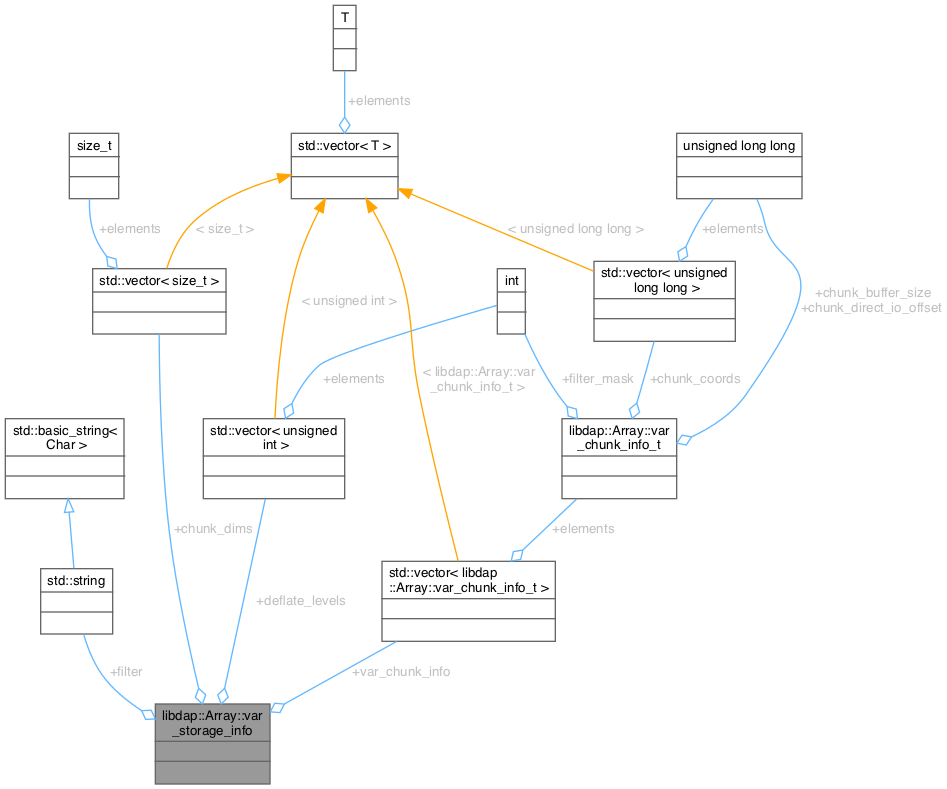 T
+elements
size_t
std::vector< T >
unsigned long long
+elements
< size_t >
< unsigned long long >
+elements
std::vector< size_t >
< unsigned int >
int
std::vector< unsigned
long long >
+chunk_buffer_size
+chunk_direct_io_offset
+elements
< libdap::Array::var
_chunk_info_t >
+filter_mask
+chunk_coords
std::basic_string<
Char >
std::vector< unsigned
int >
libdap::Array::var
_chunk_info_t
+chunk_dims
+elements
std::string
std::vector< libdap
::Array::var_chunk_info_t >
+deflate_levels
+filter
+var_chunk_info
libdap::Array::var
_storage_info